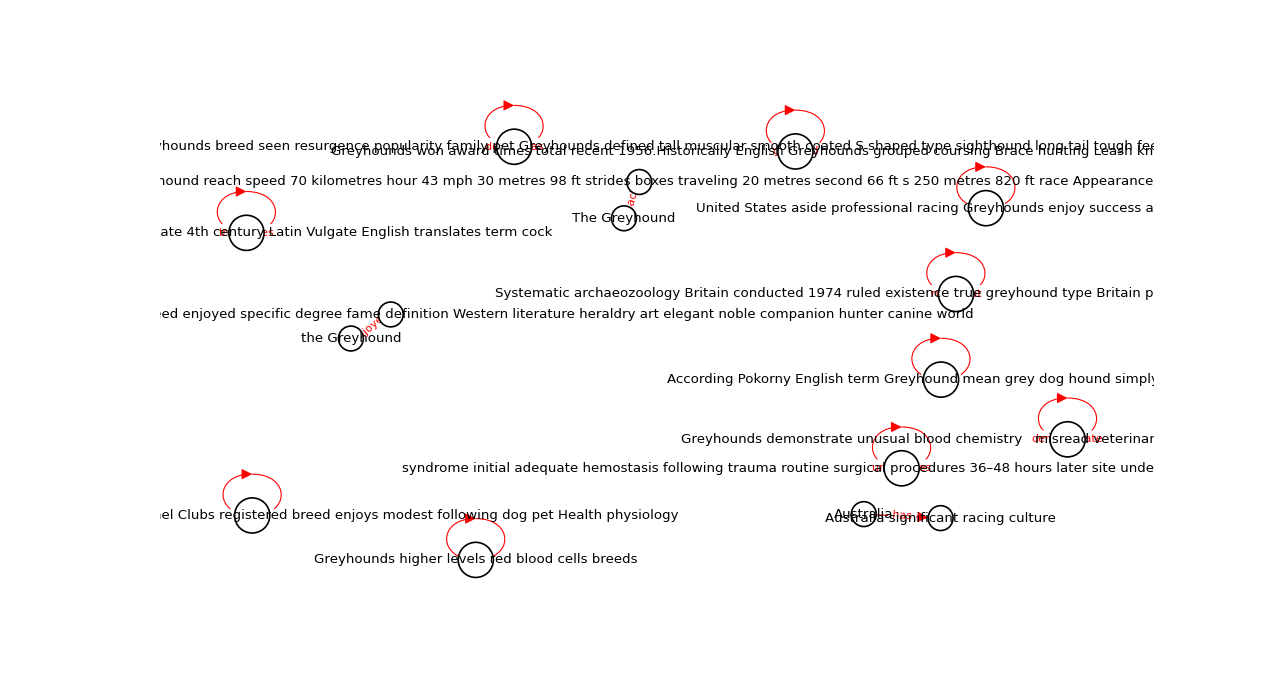 breed seen resurgence popularity family pet Greyhounds defined tall muscular smooth coated S shaped type sighthound long tail tough
Greyhounds won award times total recent 1956.Historically English Greyhounds grouped coursing Brace hunting Leash
reach speed 70 kilometres hour 43 mph 30 metres 98 ft strides boxes traveling 20 metres second 66 ft s 250 metres 820 ft race Appearance
United States aside professional racing Greyhounds enjoy success a
The Greyhound
4th century Latin Vulgate English translates term cock
Systematic archaeozoology Britain conducted 1974 ruled existence true greyhound type Britain p
enjoyed specific degree fame definition Western literature heraldry art elegant noble companion hunter canine world
the Greyhound
According Pokorny English term Greyhound mean grey dog hound simply
Greyhounds demonstrate unusual blood chemistry misread veterinar
syndrome initial adequate hemostasis following trauma routine surgical procedures 36–48 hours later site unde
Australia
has
Australia significant racing culture
Clubs registered breed enjoys modest following dog pet Health physiology
Greyhounds higher levels red blood cells breeds